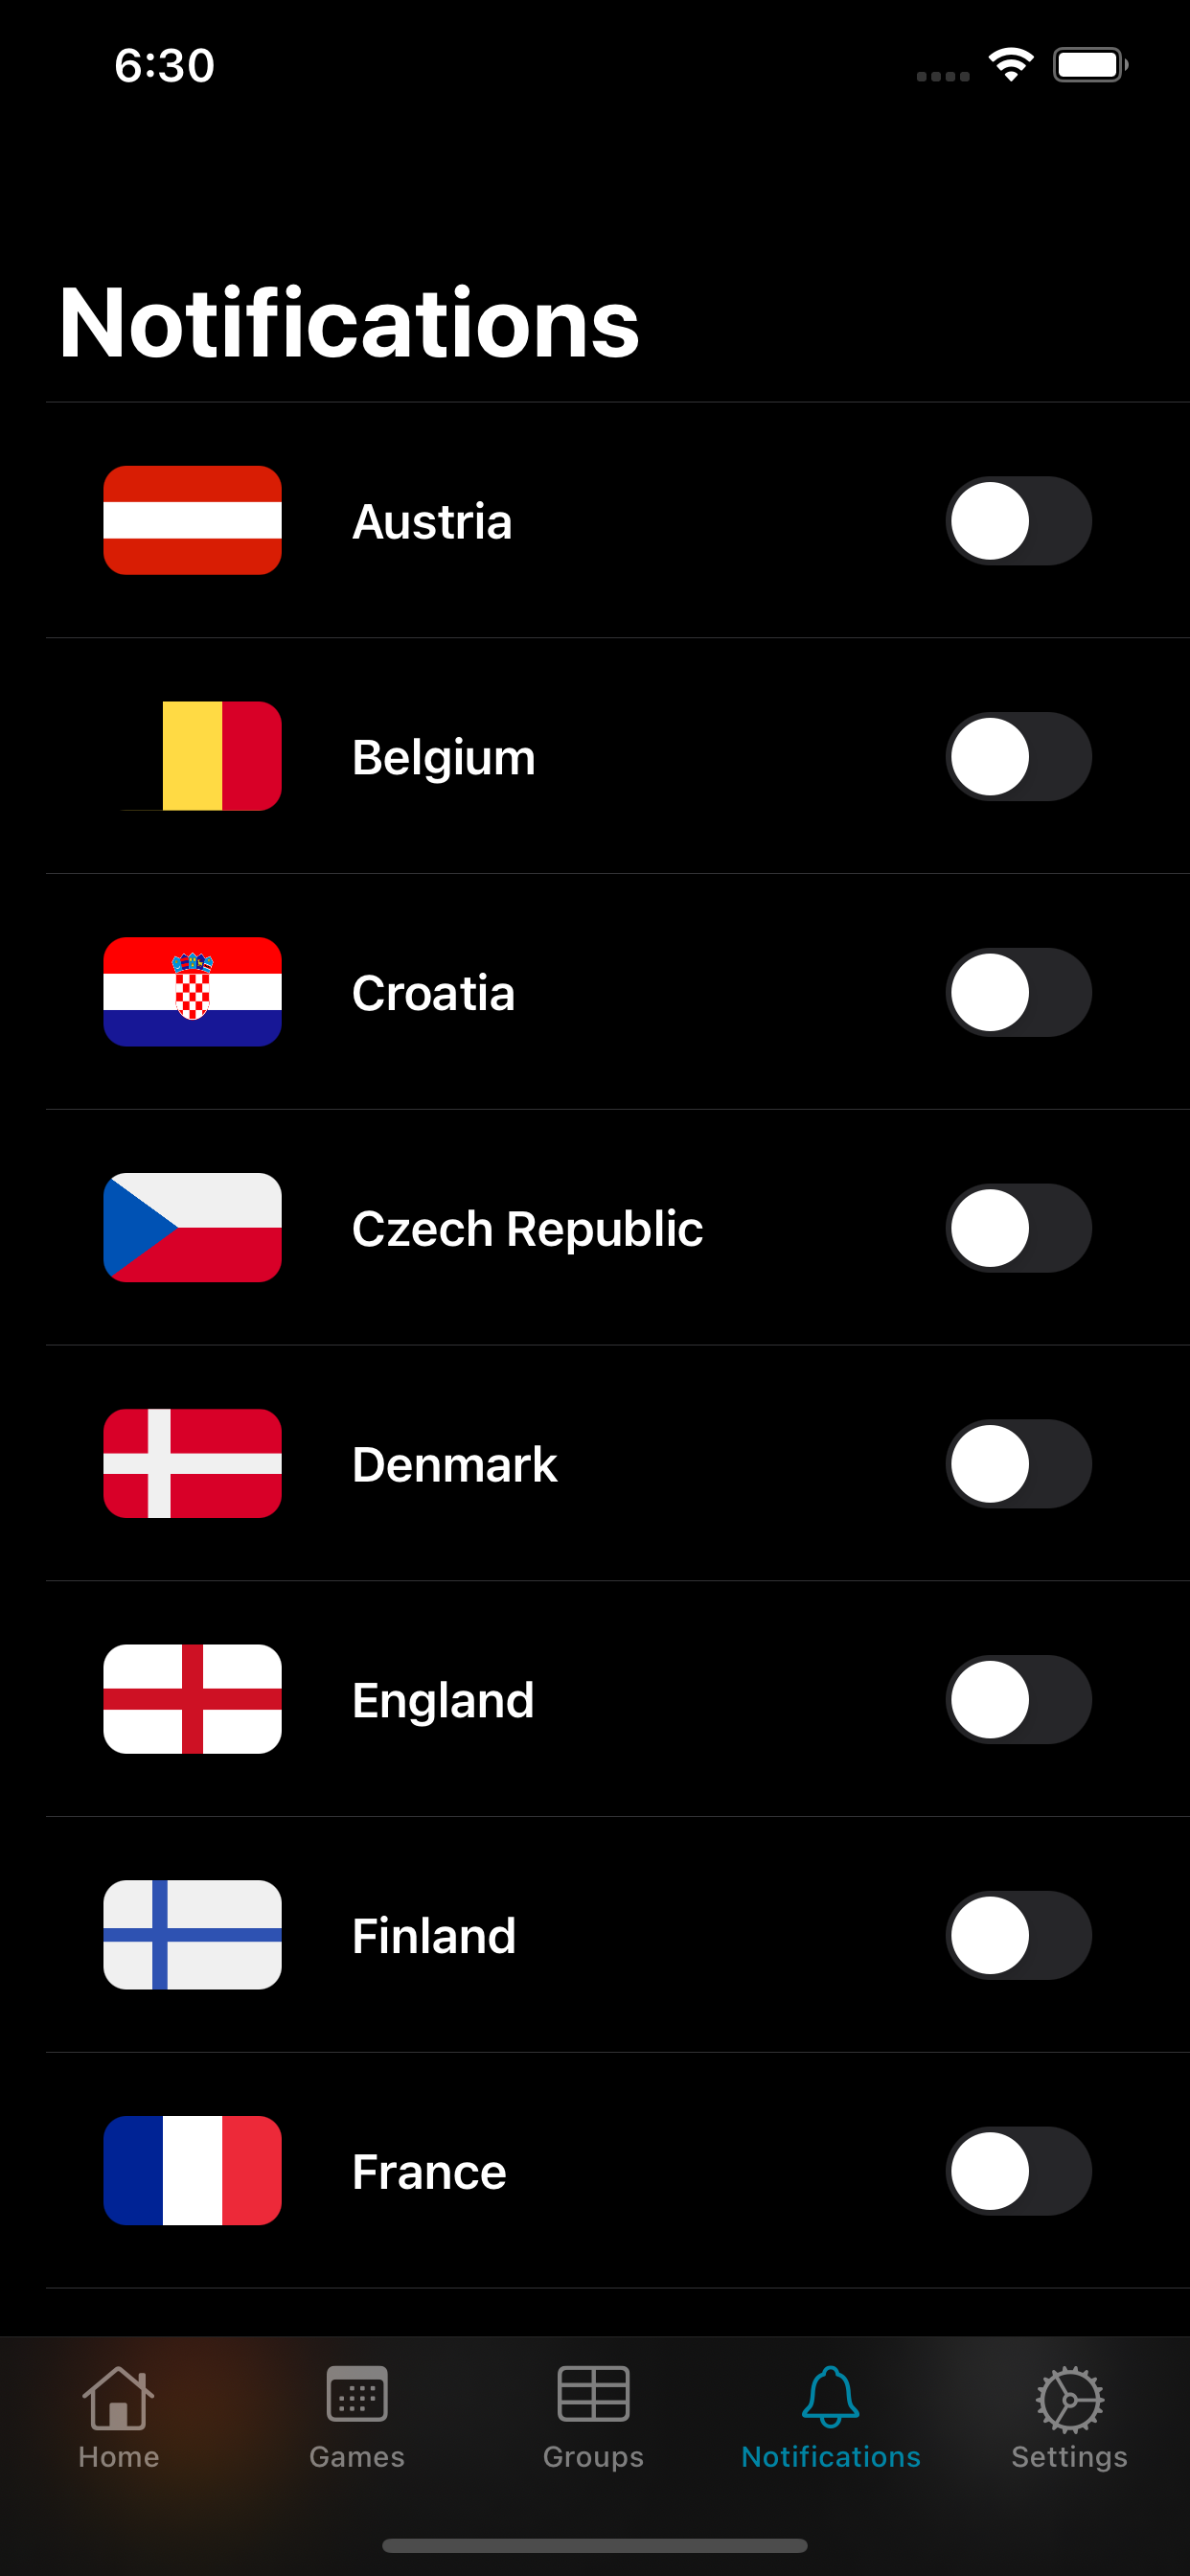 6:30
Notifications
Austria
Belgium
Croatia
Czech Republic
Denmark
England
Finland
France
Home Games Groups Notifications Settings